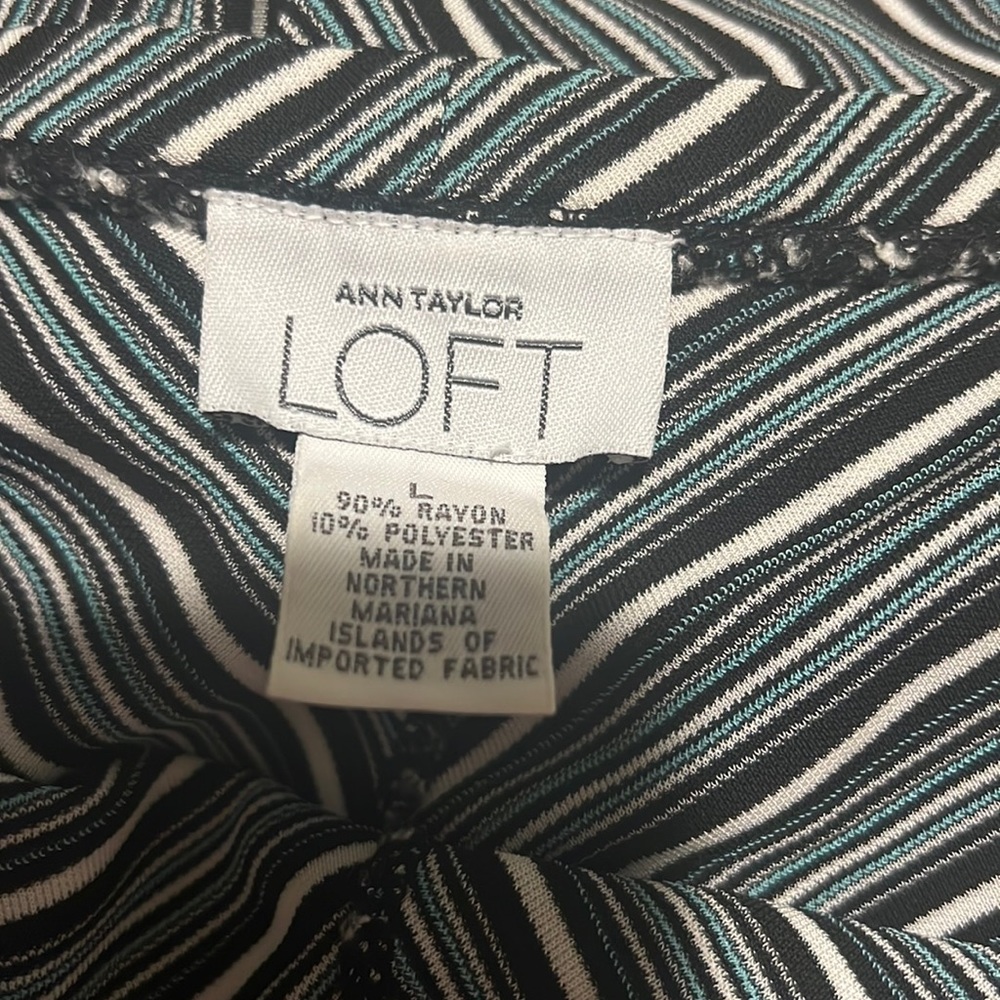 ANN TAYLOR
LOFT
L
90% RAYON
10% POLYESTER
MADE IN
NORTHERN
MARIANA
ISLANDS OF
IMPORTED FABRIC